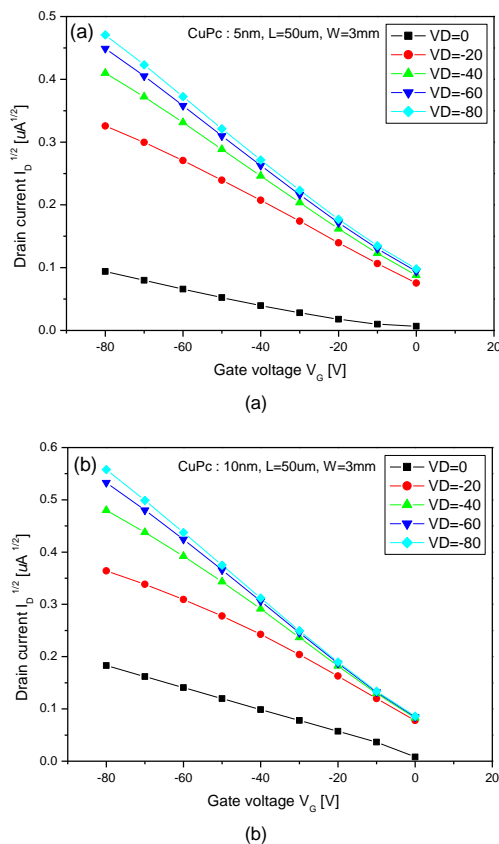 (a)
CuPc : 5nm, L=50um, W=3mm
VD=0
VD=-20
VD=-40
VD=-60
VD=-80
Drain current I_D^1/2 [uA^1/2]
0.5
0.4
0.3
0.2
0.1
0.0
-80 -60 -40 -20 0 20
Gate voltage V_G [V]
(a)
(b)
CuPc : 10nm, L=50um, W=3mm
VD=0
VD=-20
VD=-40
VD=-60
VD=-80
Drain current I_D^1/2 [uA^1/2]
0.6
0.5
0.4
0.3
0.2
0.1
0.0
-80 -60 -40 -20 0 20
Gate voltage V_G [V]
(b)